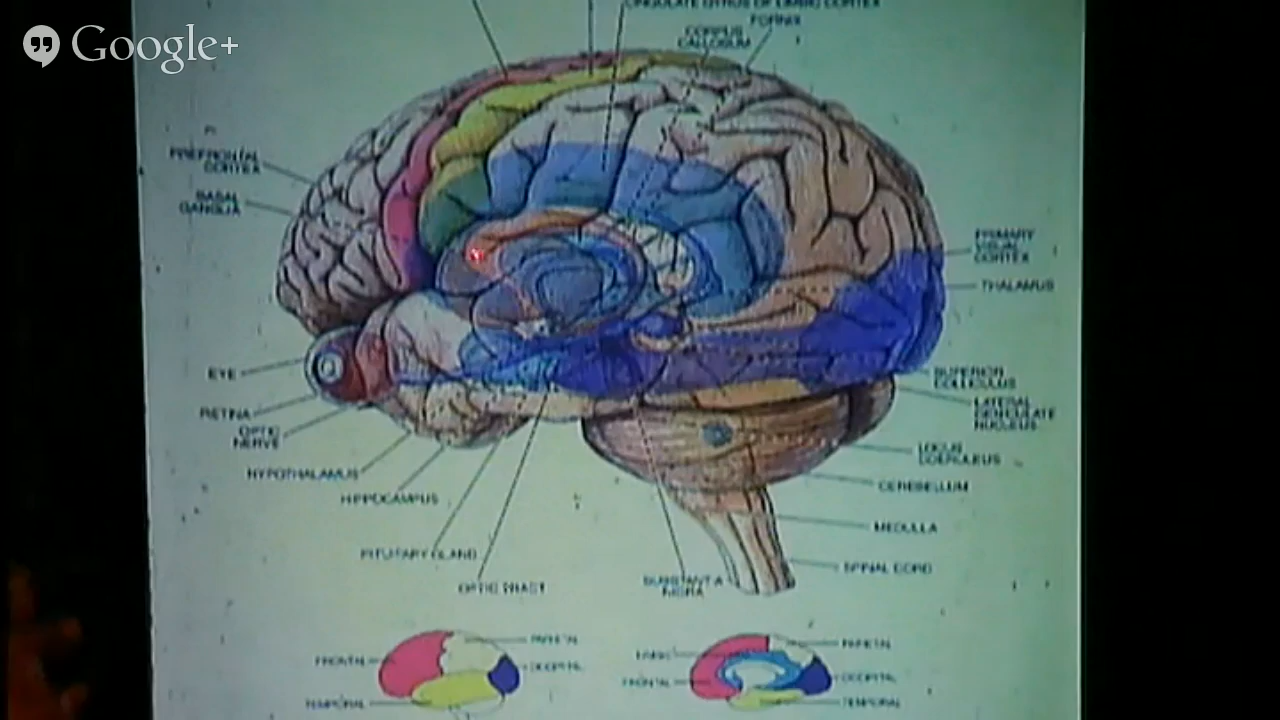 Google+
CINGULATE GYRUS OF LIMBIC CORTEX
FORNIX
CORPUS
CALLOSUM
PREFRONTAL
CORTEX
BASAL
GANGLIA
PRIMARY
VISUAL
CORTEX
THALAMUS
EYE
SUPERIOR
COLLICULUS
RETINA
LATERAL
GENICULATE
NUCLEUS
OPTIC
NERVE
LOCUS
COERULEUS
HYPOTHALAMUS
CEREBELLUM
HIPPOCAMPUS
MEDULLA
PITUITARY GLAND
SPINAL CORD
OPTIC
SUBSTANTIA
NIGRA
PARIETAL
FRONTAL
OCCIPITAL
TEMPORAL
PARIETAL
LIMBIC
FRONTAL
OCCIPITAL
TEMPORAL